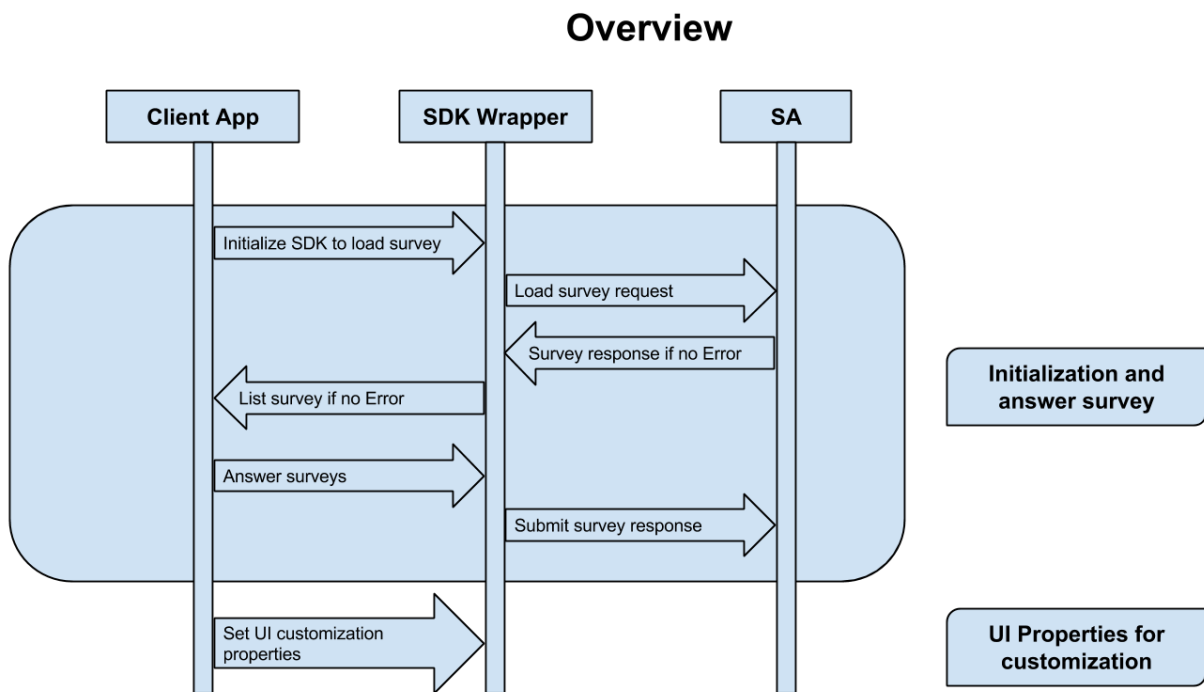 Overview
Client App
SDK Wrapper
SA
Initialize SDK to load survey
Load survey request
Survey response if no Error
List survey if no Error
Initialization and
answer survey
Answer surveys
Submit survey response
Set UI customization
properties
UI Properties for
customization